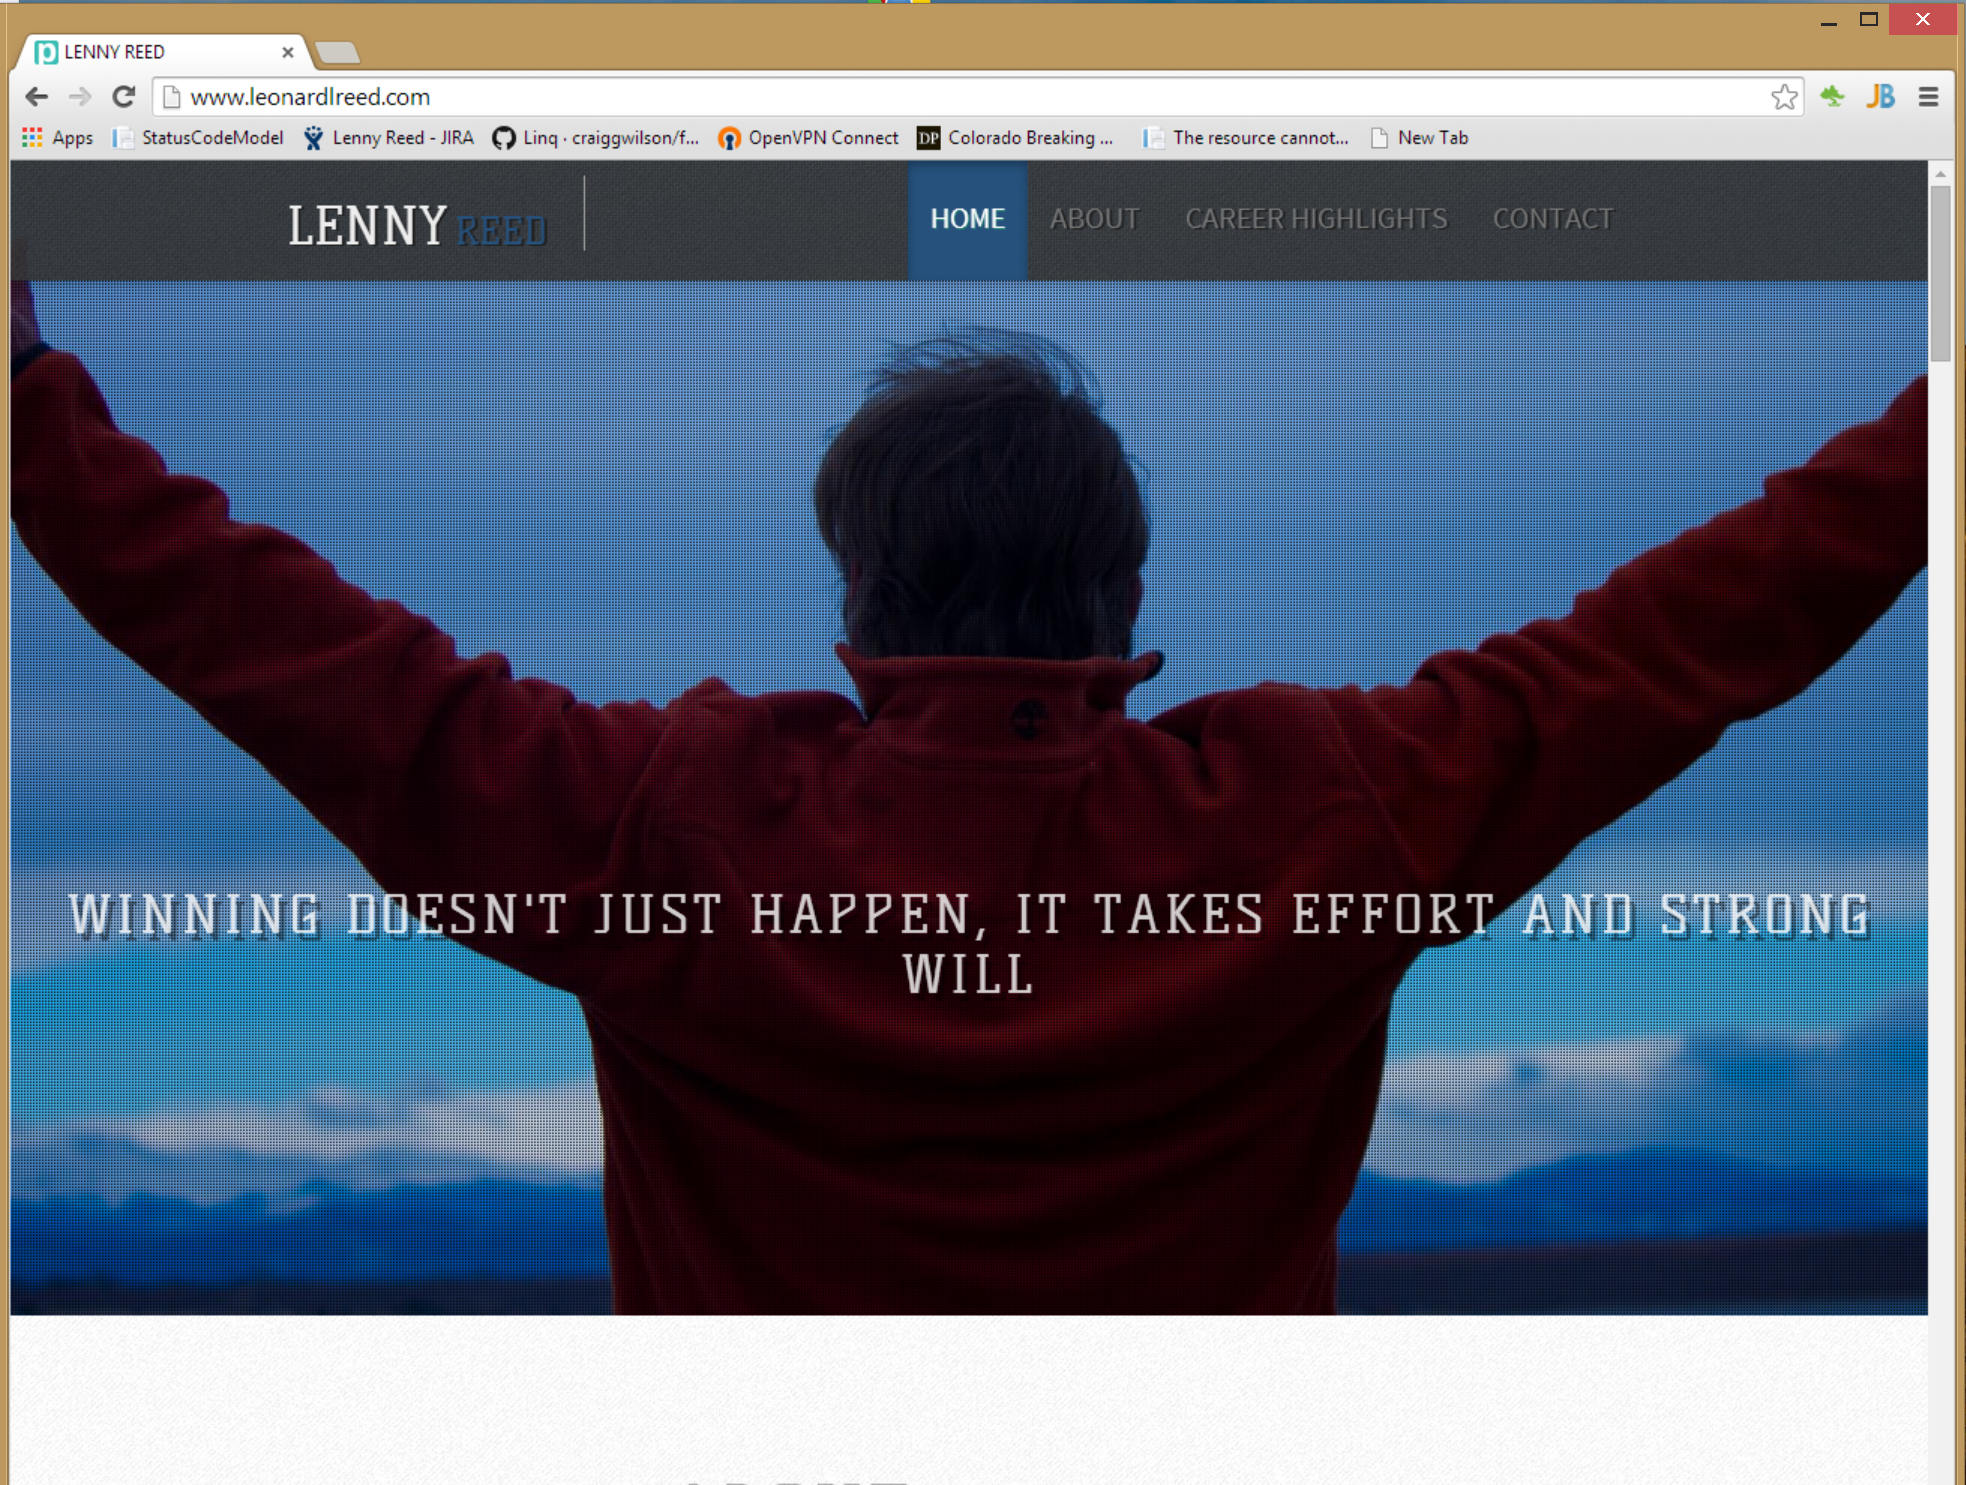 LENNY REED
www.leonardlreed.com
Apps StatusCodeModel Lenny Reed - JIRA Linq · craiggwilson/f... OpenVPN Connect DP Colorado Breaking ... The resource cannot... New Tab
JB
LENNY REED HOME ABOUT CAREER HIGHLIGHTS CONTACT
WINNING DOESN'T JUST HAPPEN, IT TAKES EFFORT AND STRONG
WILL